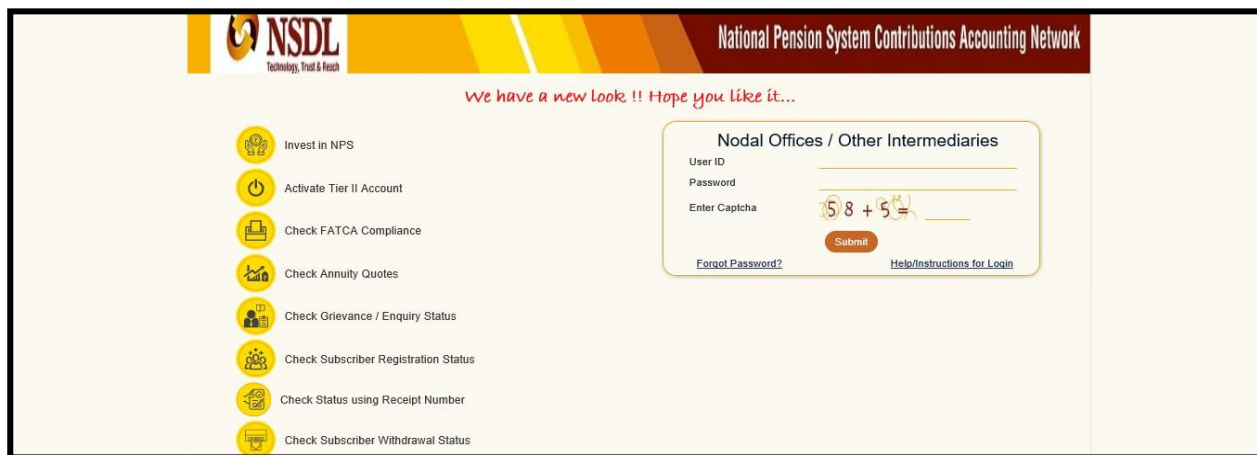 NSDL
Technology, Trust & Reach
National Pension System Contributions Accounting Network
We have a new look !! Hope you like it...
Invest in NPS
Activate Tier II Account
Check FATCA Compliance
Check Annuity Quotes
Check Grievance / Enquiry Status
Check Subscriber Registration Status
Check Status using Receipt Number
Check Subscriber Withdrawal Status
Nodal Offices / Other Intermediaries
User ID
Password
Enter Captcha 58 + 5 =
Submit
Forgot Password? Help/Instructions for Login